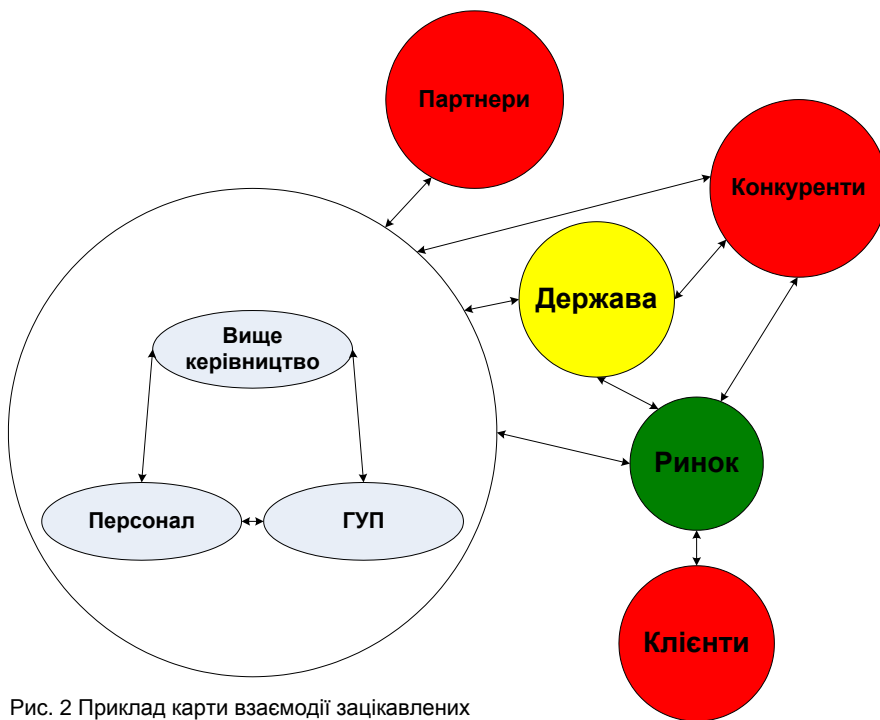 Партнери
Конкуренти
Держава
Вище
керівництво
Ринок
Персонал
ГУП
Клієнти
Рис. 2 Приклад карти взаємодії зацікавлених